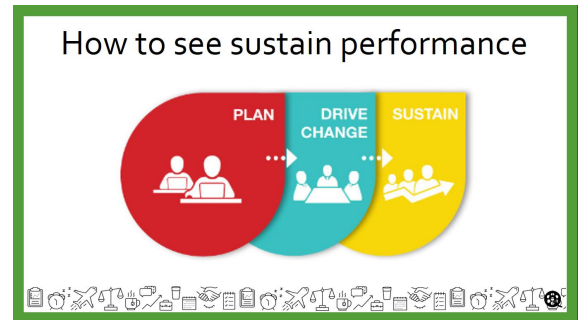 How to see sustain performance
PLAN
DRIVE
CHANGE
SUSTAIN